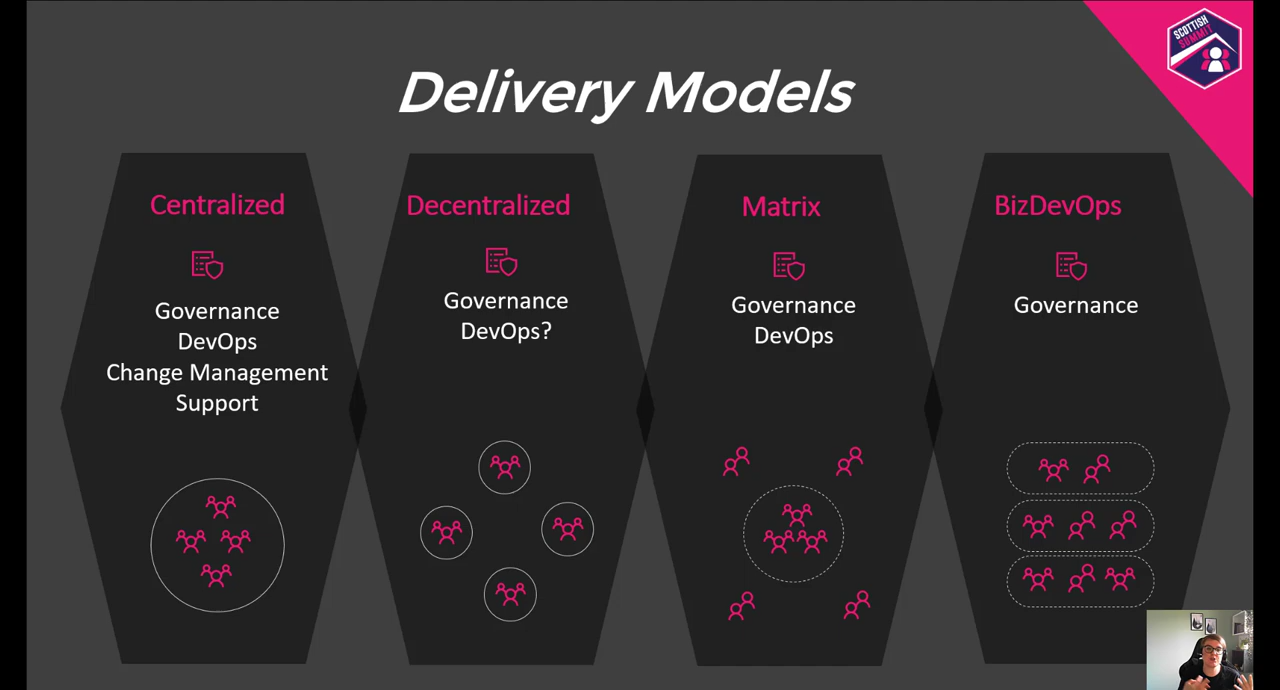 SCOTTISH
SUMMIT
Delivery Models
Centralized
Governance
DevOps
Change Management
Support
Decentralized
Governance
DevOps?
Matrix
Governance
DevOps
BizDevOps
Governance